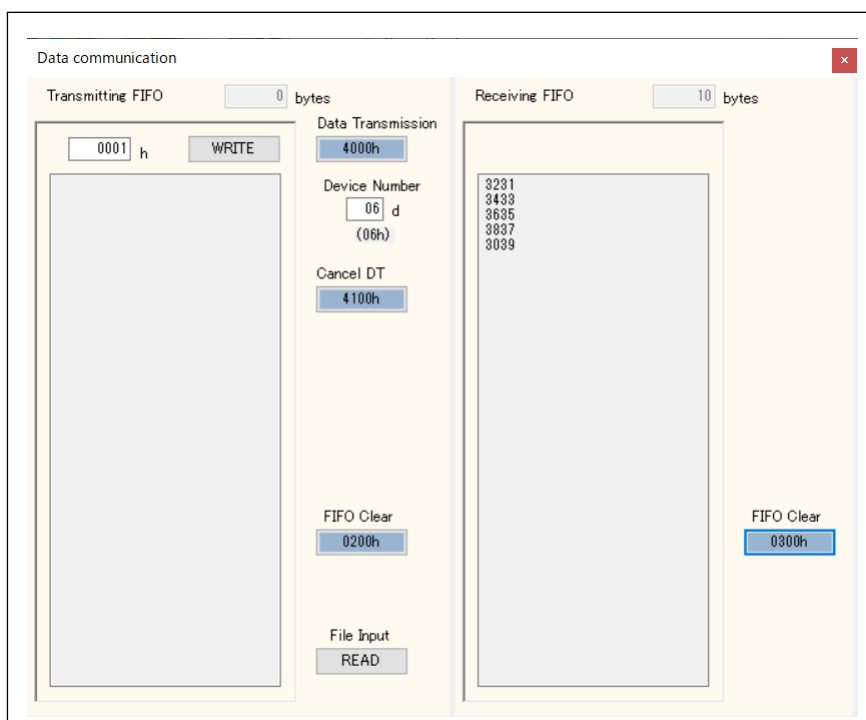 Data communication
×
Transmitting FIFO 0 bytes
0001 h WRITE
Data Transmission
4000h
Device Number
06 d
(06h)
Cancel DT
4100h
FIFO Clear
0200h
File Input
READ
Receiving FIFO 10 bytes
3231
3433
3635
3837
3039
FIFO Clear
0300h